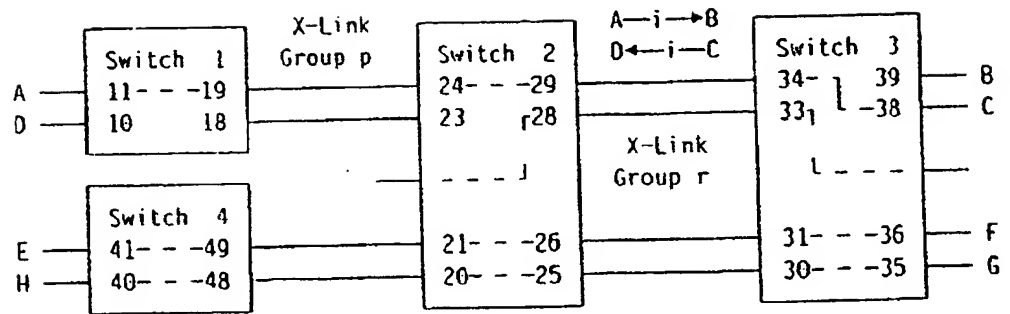 X-Link
Group p
A—i→B
D←i—C
Switch 1
Switch 2
Switch 3
A
11- - -19
24- - -29
34-
39
B
D
10
18
23
28
33
-38
C
X-Link
Group r
Switch 4
E
41- - -49
21- - -26
31- - -36
F
H
40- - -48
20- - -25
30- - -35
G